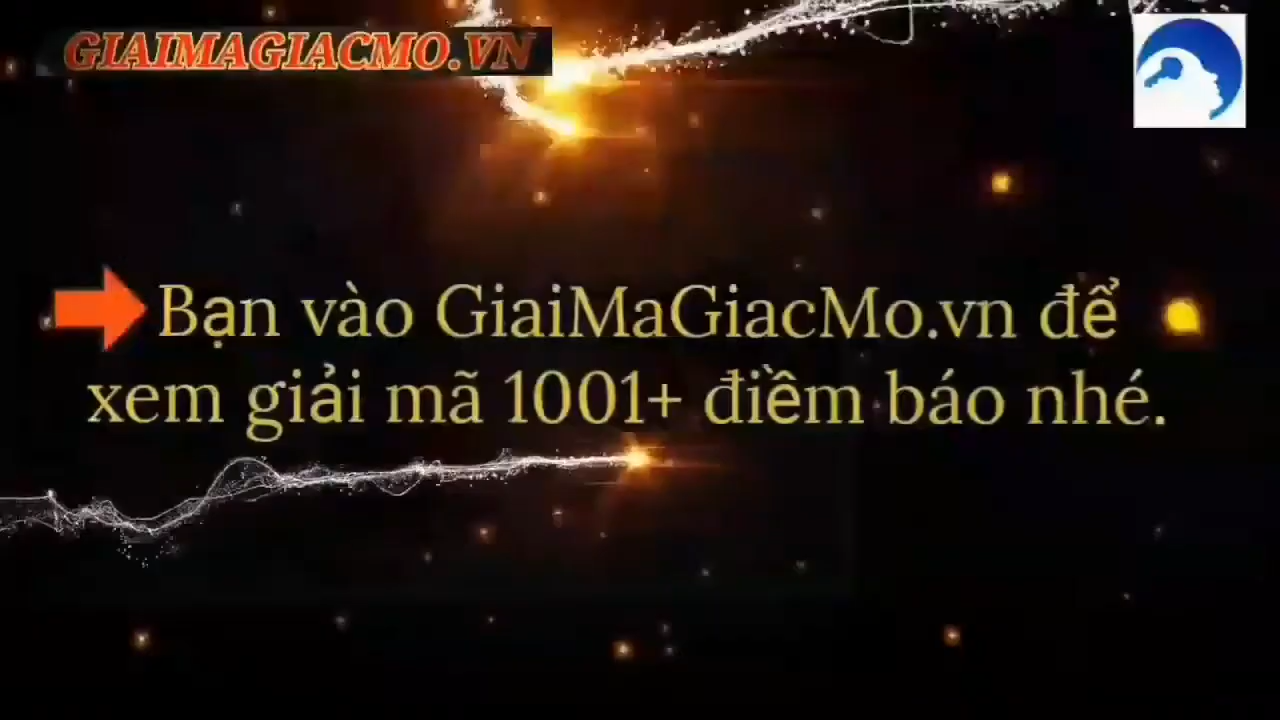 GIAIMAGIACMO.VN
Bạn vào GiaiMaGiacMo.vn để
xem giải mã 1001+ điềm báo nhé.